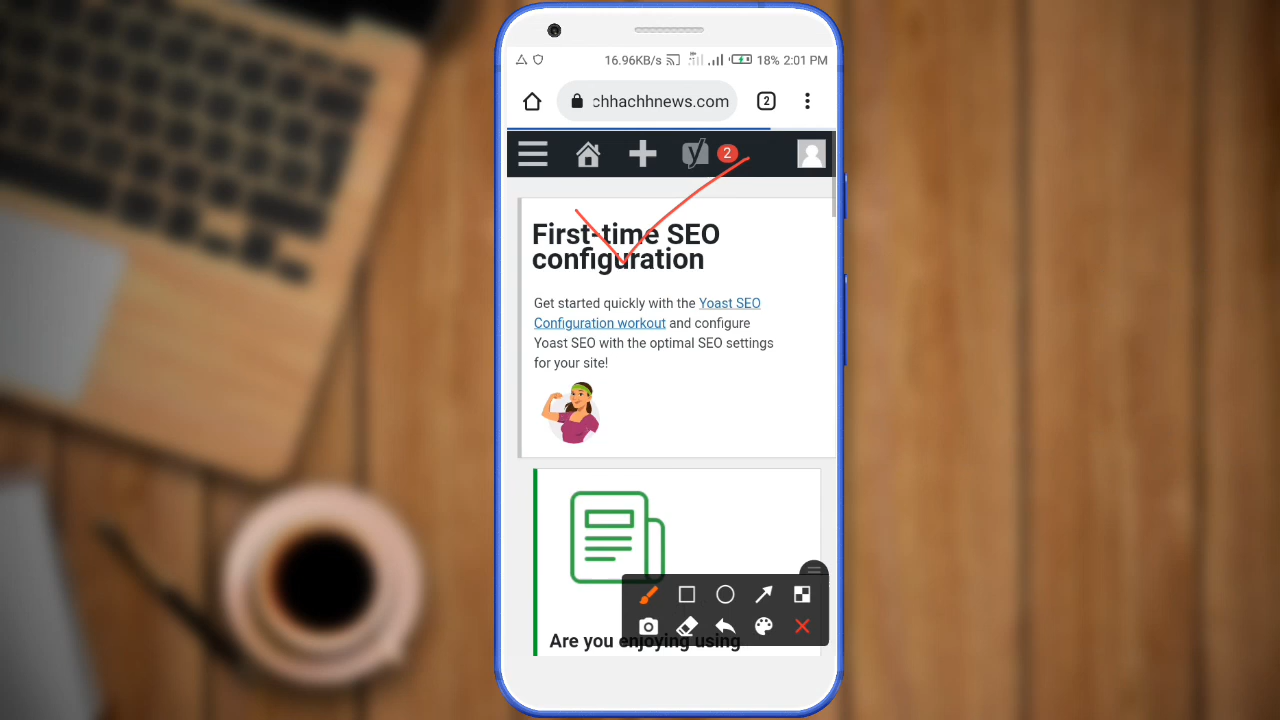 16.96KB/s 18% 2:01 PM
chhachhnews.com 2
2
First-time SEO
configuration
Get started quickly with the Yoast SEO
Configuration workout and configure
Yoast SEO with the optimal SEO settings
for your site!
Are you enjoying using